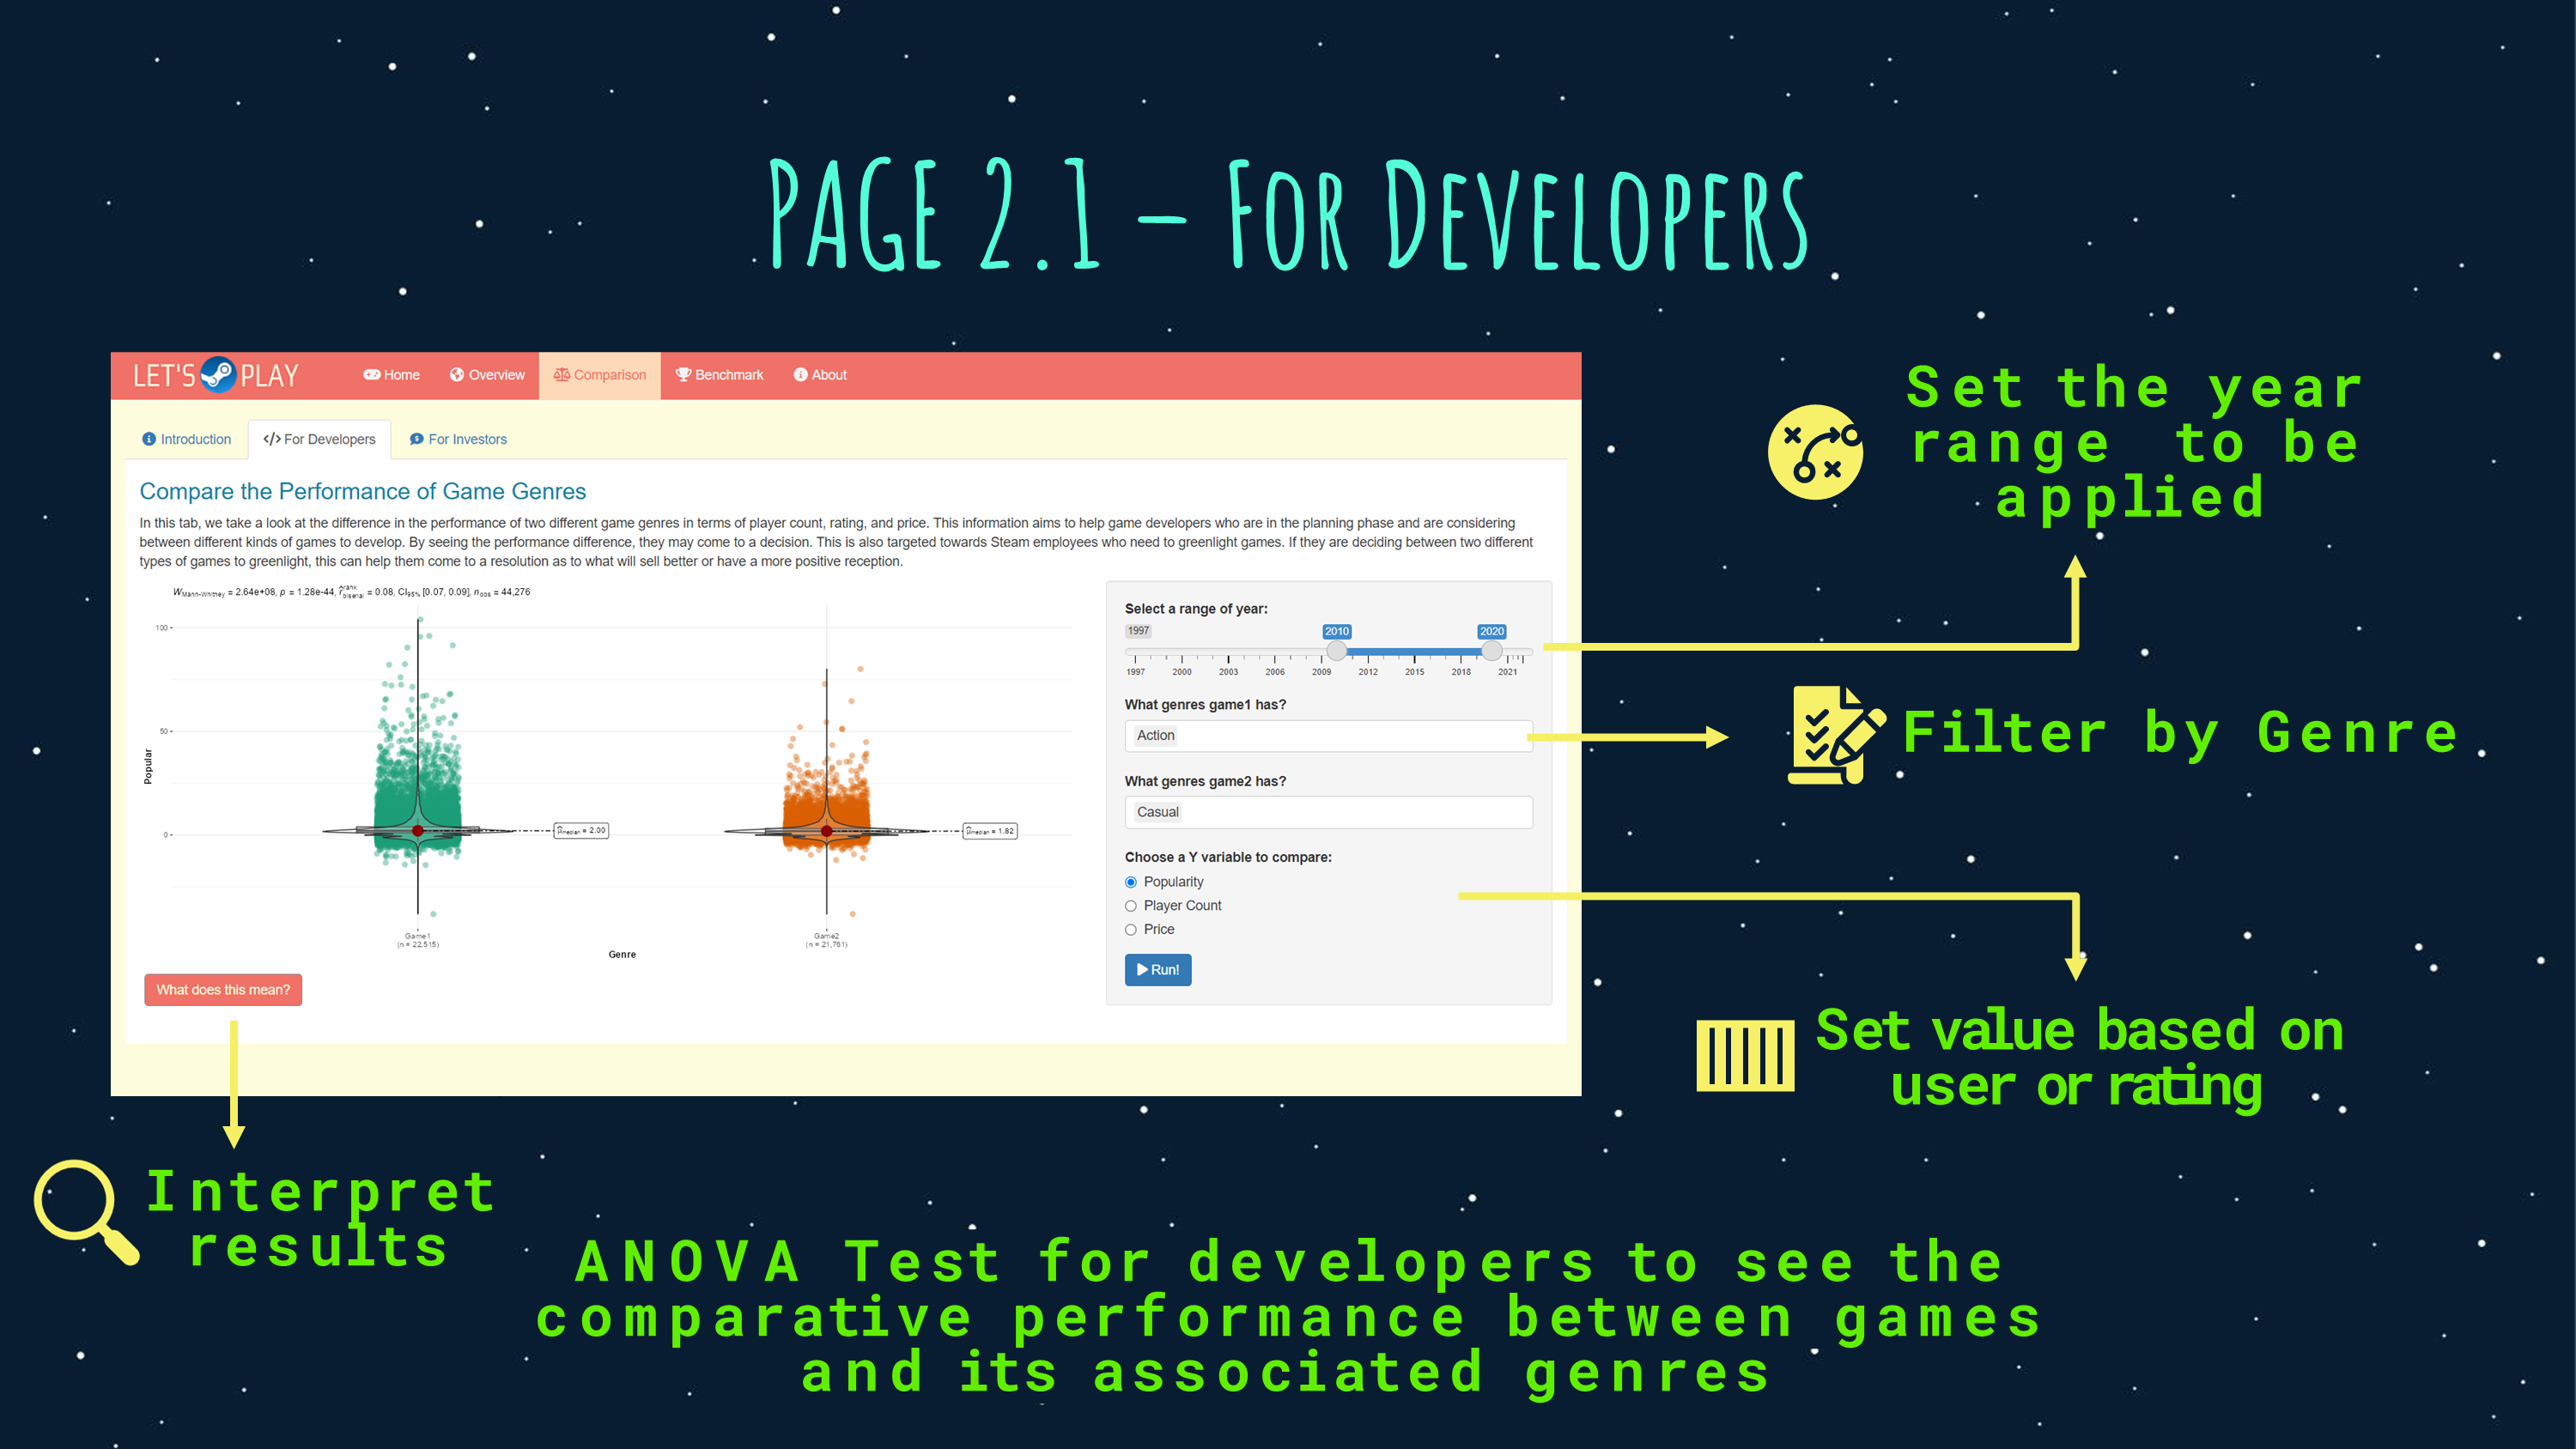 PAGE 2.1 – FOR DEVELOPERS
LET'S PLAY
Home
Overview
Comparison
Benchmark
About
Introduction
</> For Developers
For Investors
Compare the Performance of Game Genres
In this tab, we take a look at the difference in the performance of two different game genres in terms of player count, rating, and price. This information aims to help game developers who are in the planning phase and are considering
between different kinds of games to develop. By seeing the performance difference, they may come to a decision. This is also targeted towards Steam employees who need to greenlight games. If they are deciding between two different
types of games to greenlight, this can help them come to a resolution as to what will sell better or have a more positive reception.
W Mann-Whitney = 2.64e+08, p = 1.28e-44, r̂ rank biserial = 0.08, CI95% [0.07, 0.09], nobs = 44,276
100
50
0
Popular
μ̂median = 2.00
μ̂median = 1.82
Game1
(n = 22,515)
Game2
(n = 21,761)
Genre
What does this mean?
Select a range of year:
1997
2010
2020
1997 2000 2003 2006 2009 2012 2015 2018 2021
What genres game1 has?
Action
What genres game2 has?
Casual
Choose a Y variable to compare:
Popularity
Player Count
Price
Run!
Set the year
range to be
applied
Filter by Genre
Set value based on
user or rating
Interpret
results
ANOVA Test for developers to see the
comparative performance between games
and its associated genres